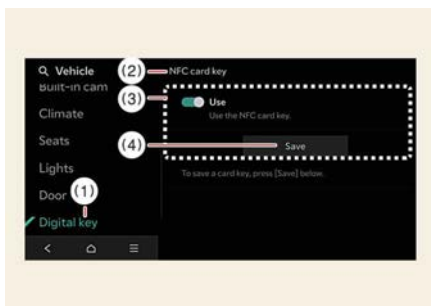 Vehicle
(2)
NFC card key
Built-in cam
(3)
Use
Climate
Use the NFC card key.
Seats
(4)
Save
Lights
To save a card key, press [Save] below.
Door
(1)
Digital key